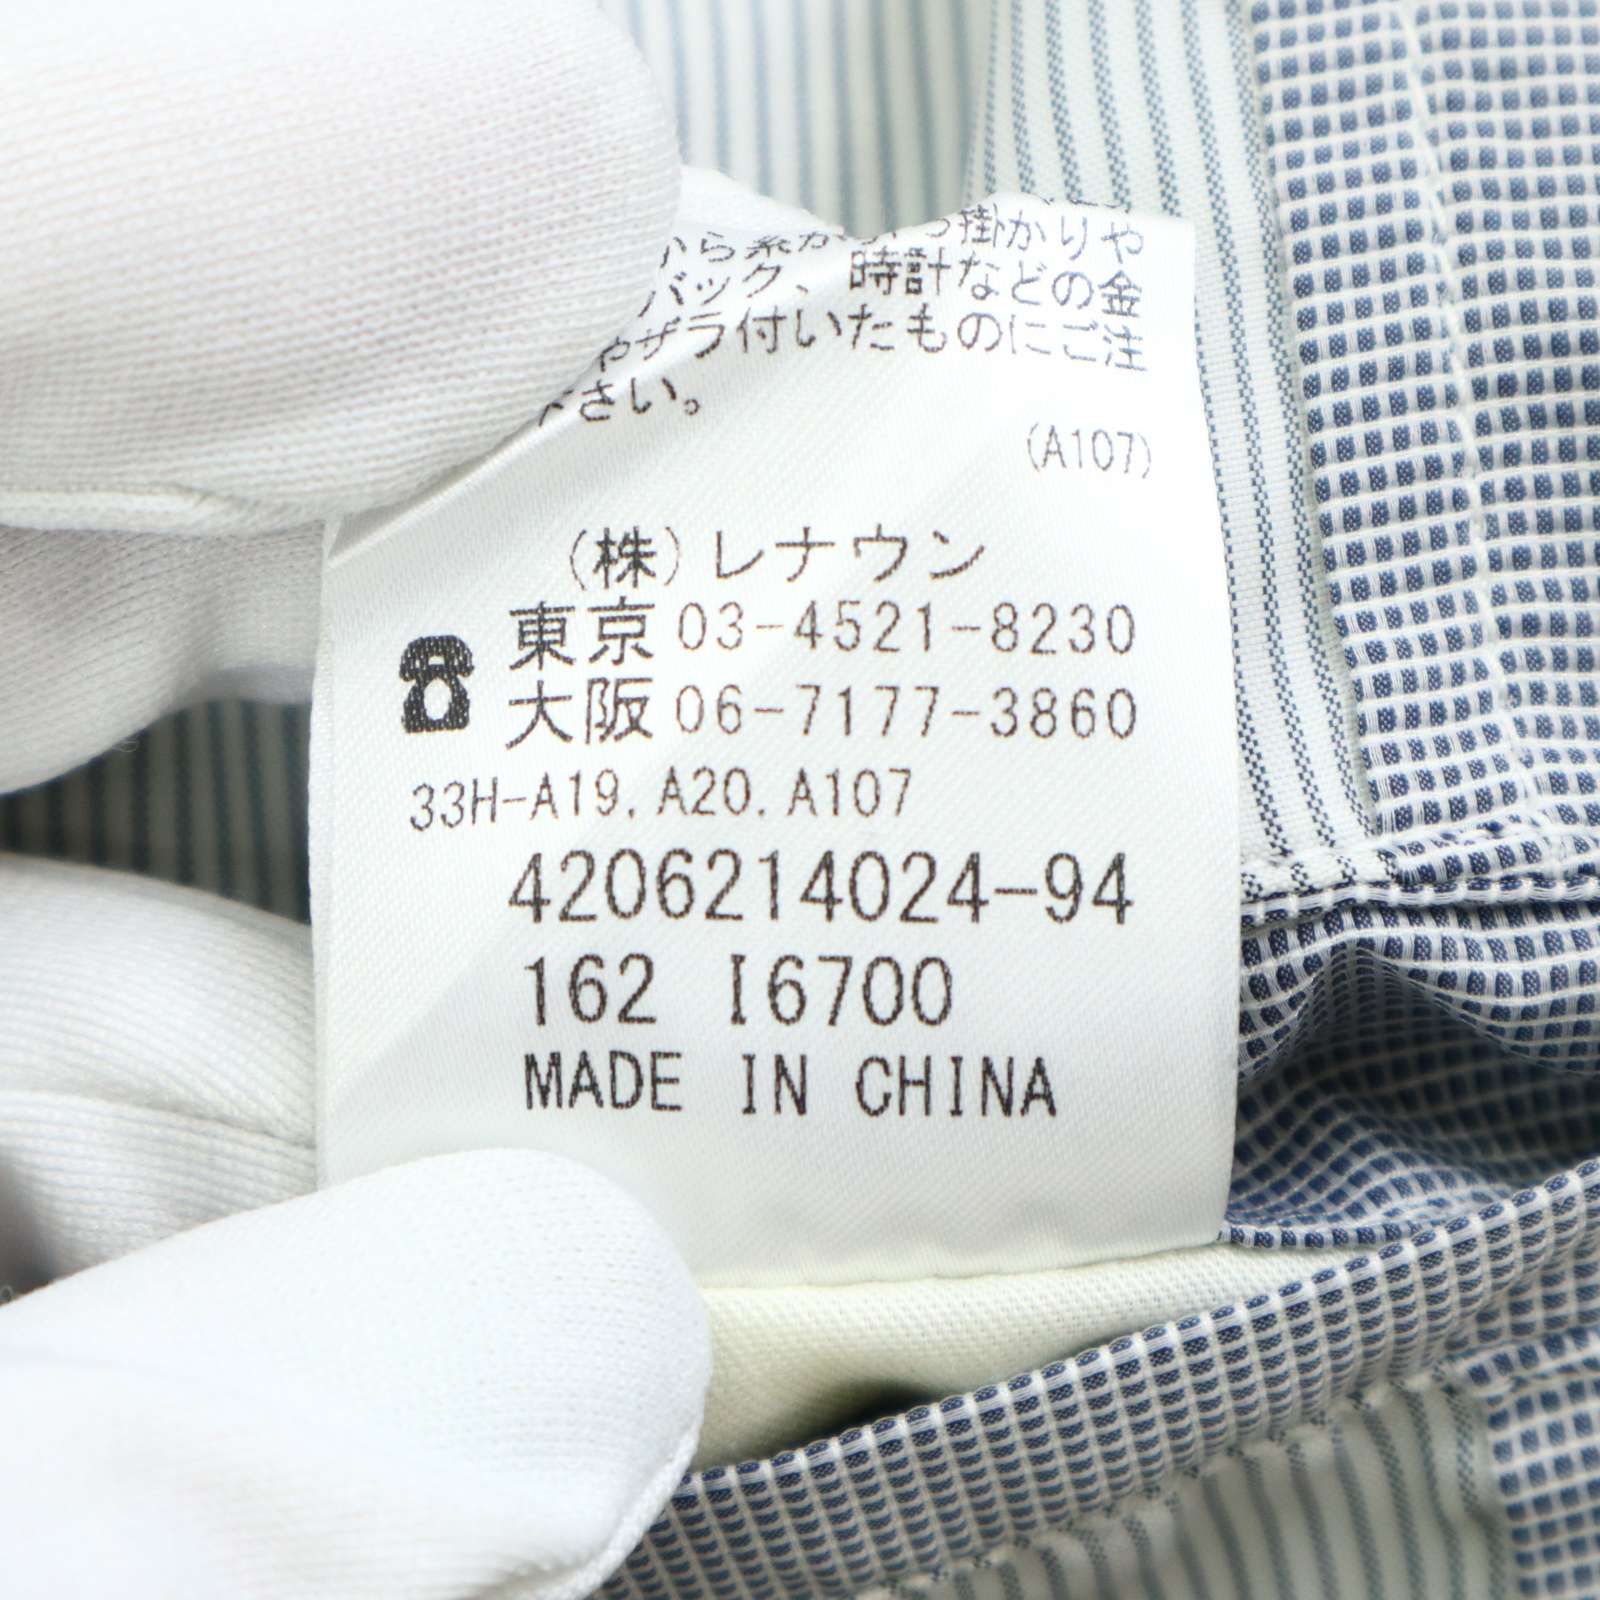 掛かりや
バック、時計などの金
やザラ付いたものにご注
下さい。
(A107)
(株)レナウン
東京 03-4521-8230
大阪 06-7177-3860
33H-A19. A20. A107
4206214024-94
162 I6700
MADE IN CHINA